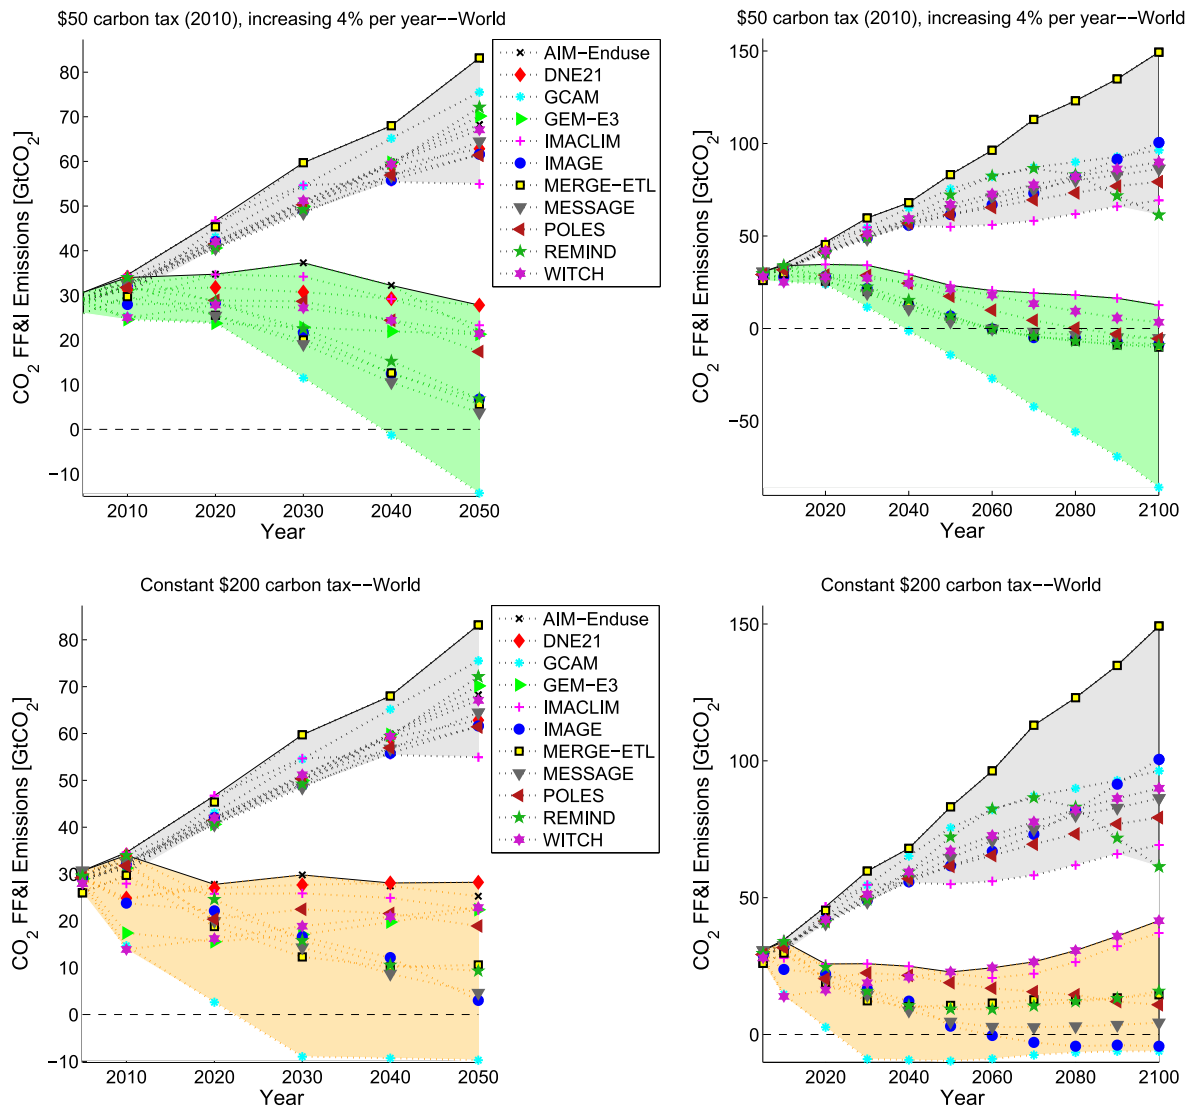 $50 carbon tax (2010), increasing 4% per year−−World
CO2 FF&I Emissions [GtCO2]
80
70
60
50
40
30
20
10
0
−10
2010
2020
2030
2040
2050
Year
AIM−Enduse
DNE21
GCAM
GEM−E3
IMACLIM
IMAGE
MERGE−ETL
MESSAGE
POLES
REMIND
WITCH
$50 carbon tax (2010), increasing 4% per year−−World
CO2 FF&I Emissions [GtCO2]
150
100
50
0
−50
2020
2040
2060
2080
2100
Year
Constant $200 carbon tax−−World
CO2 FF&I Emissions [GtCO2]
80
70
60
50
40
30
20
10
0
−10
2010
2020
2030
2040
2050
Year
AIM−Enduse
DNE21
GCAM
GEM−E3
IMACLIM
IMAGE
MERGE−ETL
MESSAGE
POLES
REMIND
WITCH
Constant $200 carbon tax−−World
CO2 FF&I Emissions [GtCO2]
150
100
50
0
2020
2040
2060
2080
2100
Year